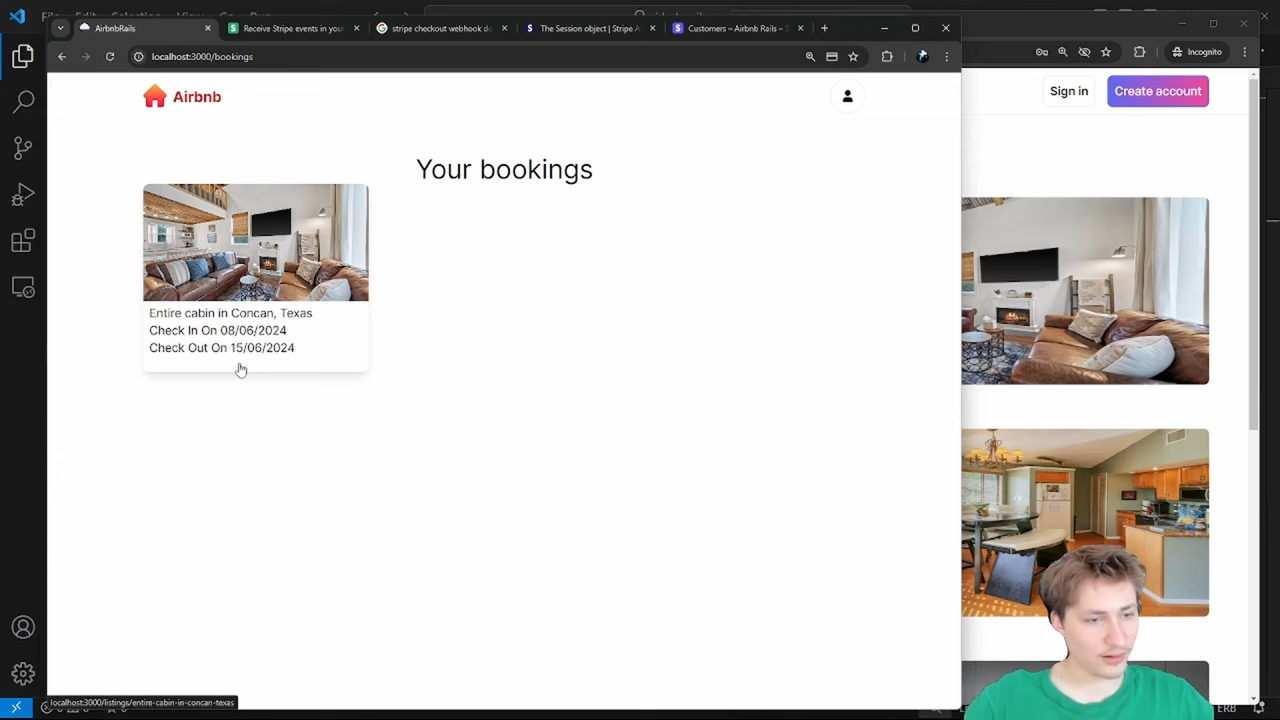 AirbnbRails
Receive Stripe events in your
stripe checkout webhook do
The Session object | Stripe A
Customers – Airbnb Rails –
localhost:3000/bookings
Incognito
Airbnb
Sign in
Create account
Your bookings
Entire cabin in Concan, Texas
Check In On 08/06/2024
Check Out On 15/06/2024
localhost:3000/listings/entire-cabin-in-concan-texas
ERB